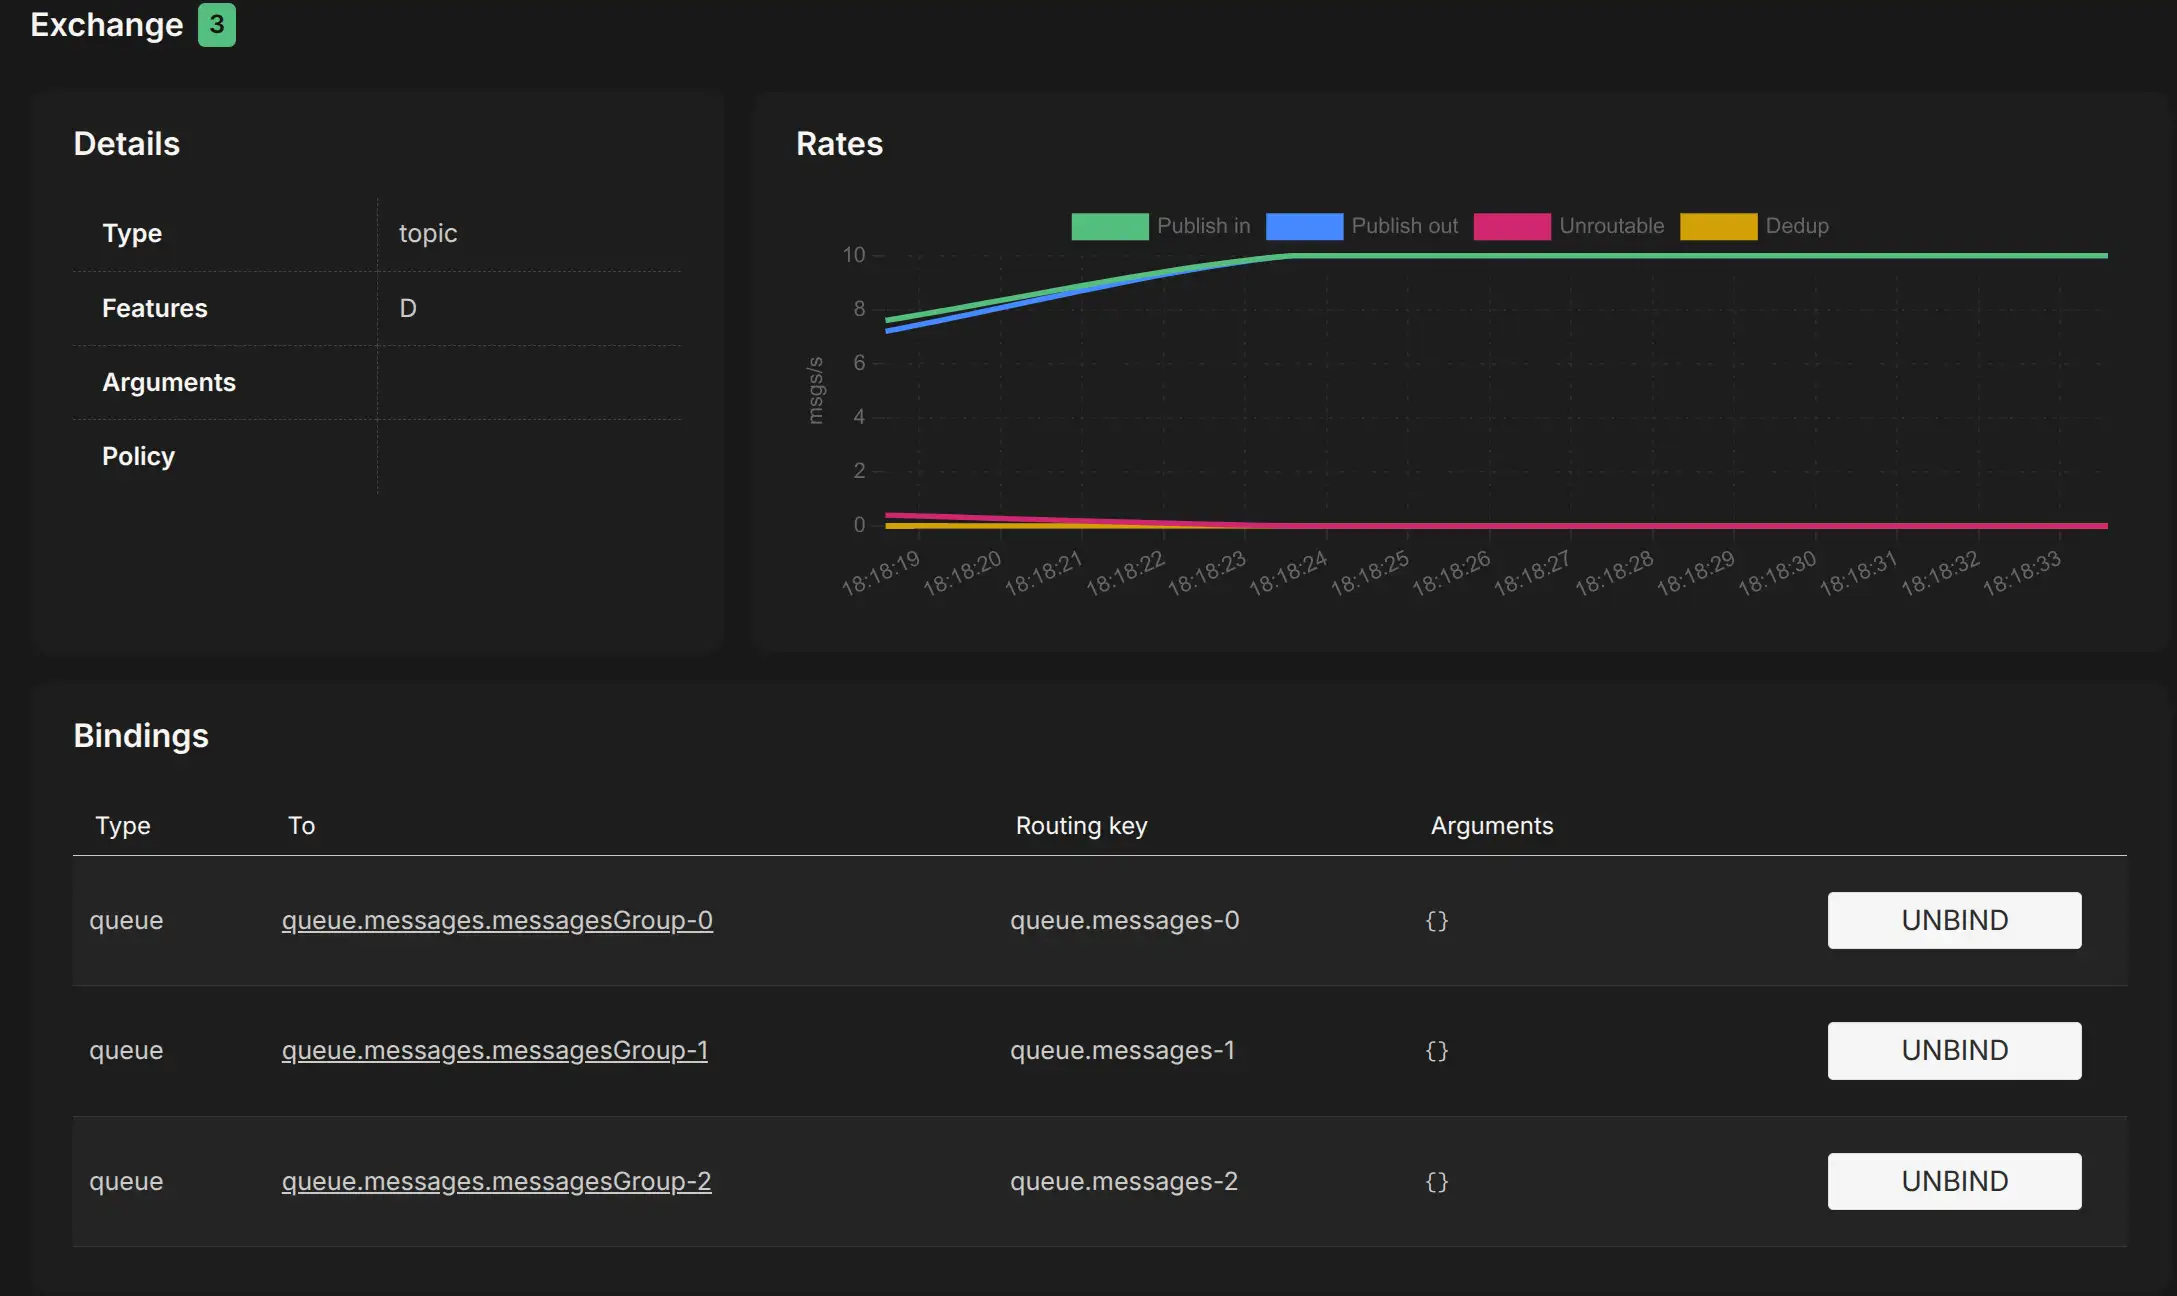 Exchange 3
Details
Type topic
Features D
Arguments
Policy
Rates
Publish in Publish out Unroutable Dedup
10
8
6
4
2
0
msgs/s
18:18:19 18:18:20 18:18:21 18:18:22 18:18:23 18:18:24 18:18:25 18:18:26 18:18:27 18:18:28 18:18:29 18:18:30 18:18:31 18:18:32 18:18:33
Bindings
Type To Routing key Arguments
queue queue.messages.messagesGroup-0 queue.messages-0 {} UNBIND
queue queue.messages.messagesGroup-1 queue.messages-1 {} UNBIND
queue queue.messages.messagesGroup-2 queue.messages-2 {} UNBIND